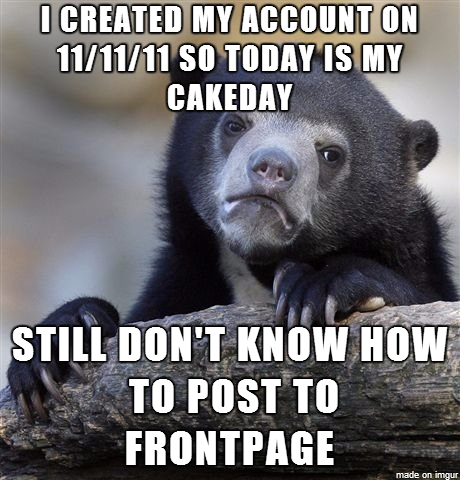 I CREATED MY ACCOUNT ON
11/11/11 SO TODAY IS MY
CAKEDAY
STILL DON'T KNOW HOW
TO POST TO
FRONTPAGE
made on imgur